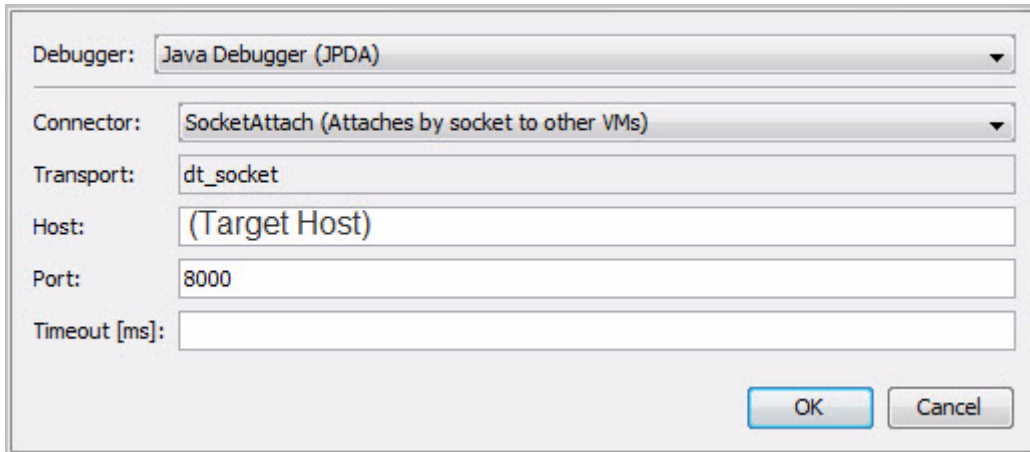 Debugger: Java Debugger (JPDA)
Connector: SocketAttach (Attaches by socket to other VMs)
Transport: dt_socket
Host: (Target Host)
Port: 8000
Timeout [ms]:
OK Cancel